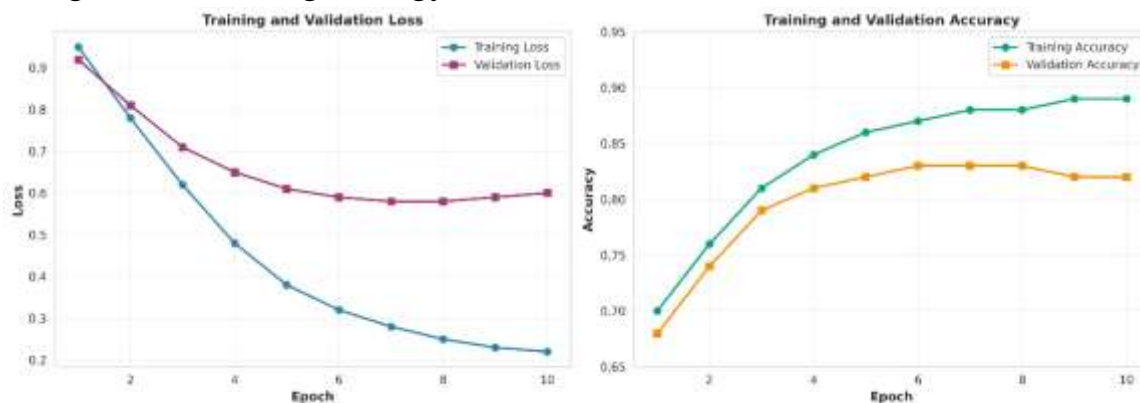 Training and Validation Loss
Training Loss
Validation Loss
Loss
0.9
0.8
0.7
0.6
0.5
0.4
0.3
0.2
2
4
6
8
10
Epoch
Training and Validation Accuracy
Training Accuracy
Validation Accuracy
Accuracy
0.95
0.90
0.85
0.80
0.75
0.70
0.65
2
4
6
8
10
Epoch